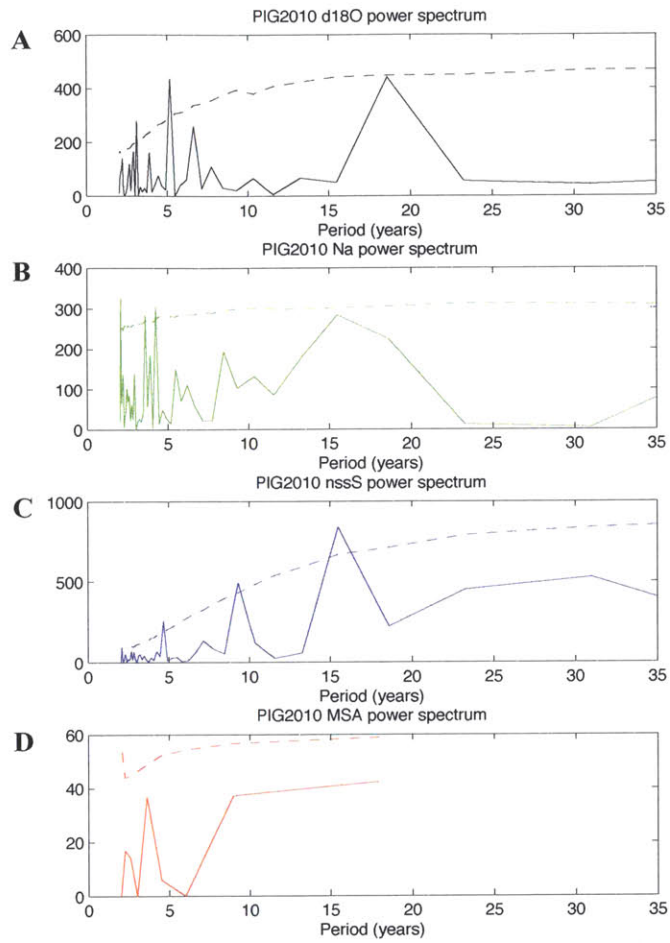 PIG2010 d18O power spectrum
A
600
400
200
0
0 5 10 15 20 25 30 35
Period (years)
PIG2010 Na power spectrum
B
400
300
200
100
0
0 5 10 15 20 25 30 35
Period (years)
PIG2010 nssS power spectrum
C
1000
500
0
0 5 10 15 20 25 30 35
Period (years)
PIG2010 MSA power spectrum
D
60
40
20
0
0 5 10 15 20 25 30 35
Period (years)